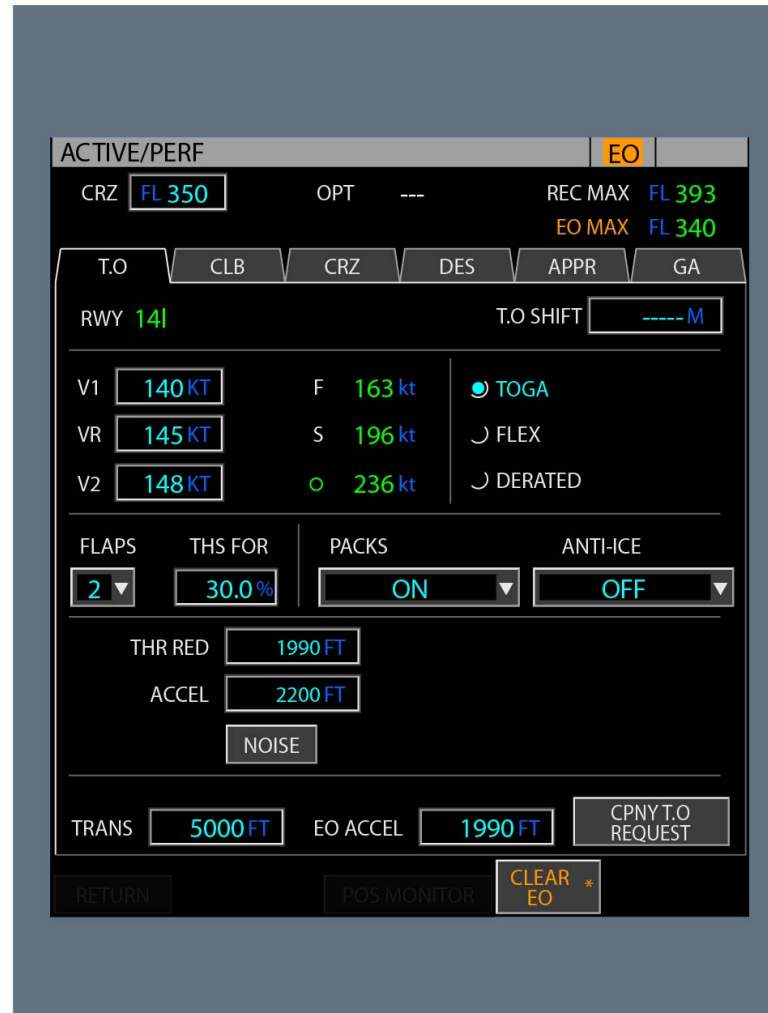 ACTIVE/PERF EO
CRZ FL 350 OPT --- REC MAX FL 393
EO MAX FL 340
T.O CLB CRZ DES APPR GA
RWY 14l T.O SHIFT -----M
V1 140 KT F 163 kt TOGA
VR 145 KT S 196 kt FLEX
V2 148 KT O 236 kt DERATED
FLAPS THS FOR PACKS ANTI-ICE
2 30.0 % ON OFF
THR RED 1990 FT
ACCEL 2200 FT
NOISE
TRANS 5000 FT EO ACCEL 1990 FT CPNY T.O
REQUEST
RETURN POS MONITOR CLEAR *
EO